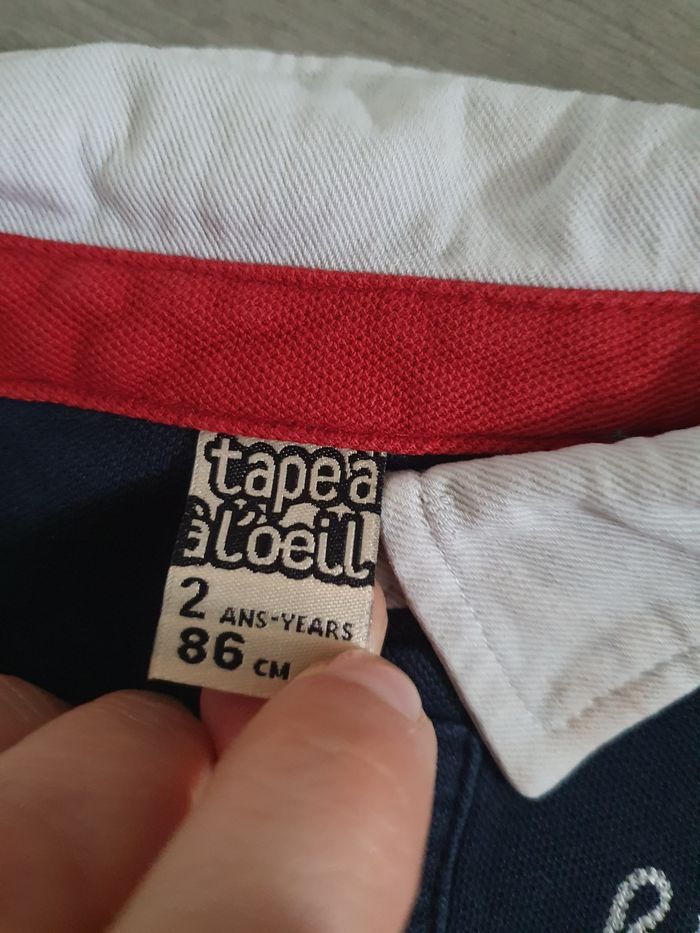 tape à
l'oeil
2 ANS-YEARS
86 CM